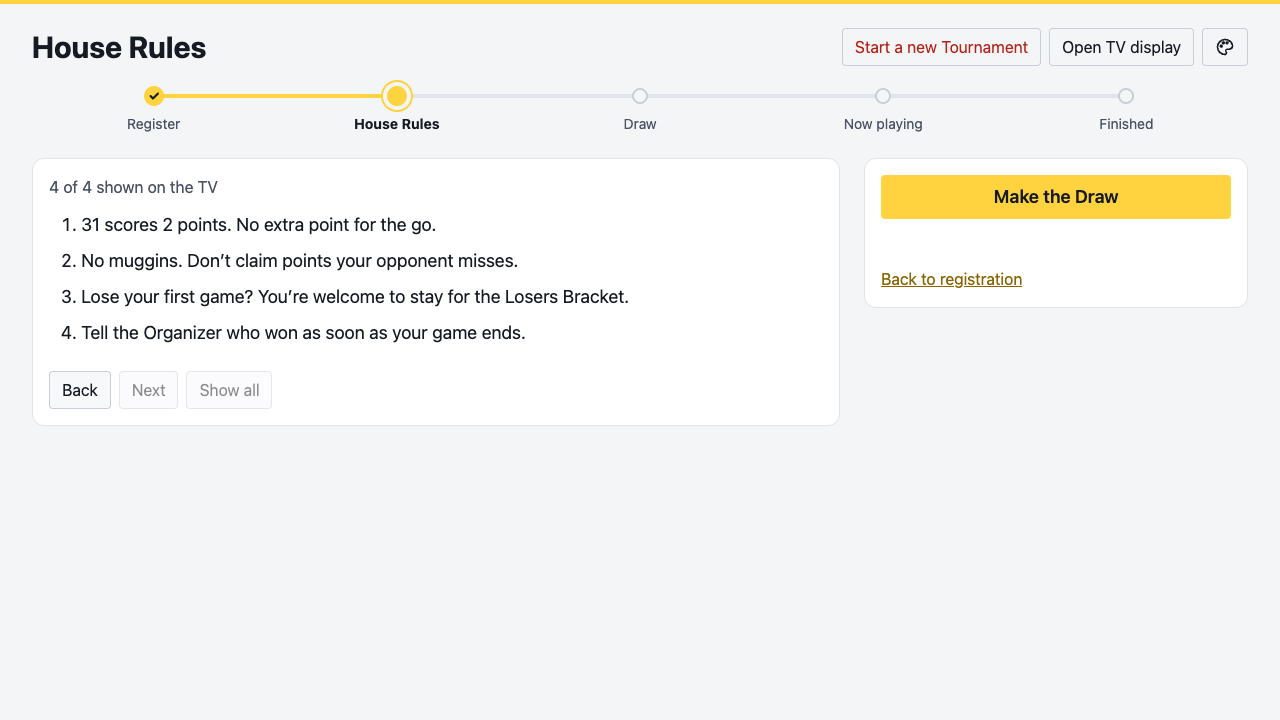 House Rules
Start a new Tournament
Open TV display
Register
House Rules
Draw
Now playing
Finished
4 of 4 shown on the TV
1. 31 scores 2 points. No extra point for the go.
2. No muggins. Don’t claim points your opponent misses.
3. Lose your first game? You’re welcome to stay for the Losers Bracket.
4. Tell the Organizer who won as soon as your game ends.
Back
Next
Show all
Make the Draw
Back to registration